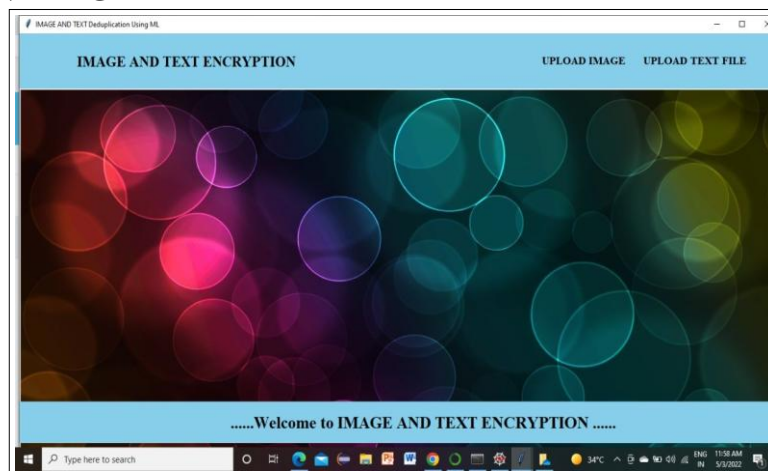 IMAGE AND TEXT Deduplication Using ML
IMAGE AND TEXT ENCRYPTION
UPLOAD IMAGE UPLOAD TEXT FILE
......Welcome to IMAGE AND TEXT ENCRYPTION ......
Type here to search
34°C
ENG
IN
11:58 AM
5/3/2022